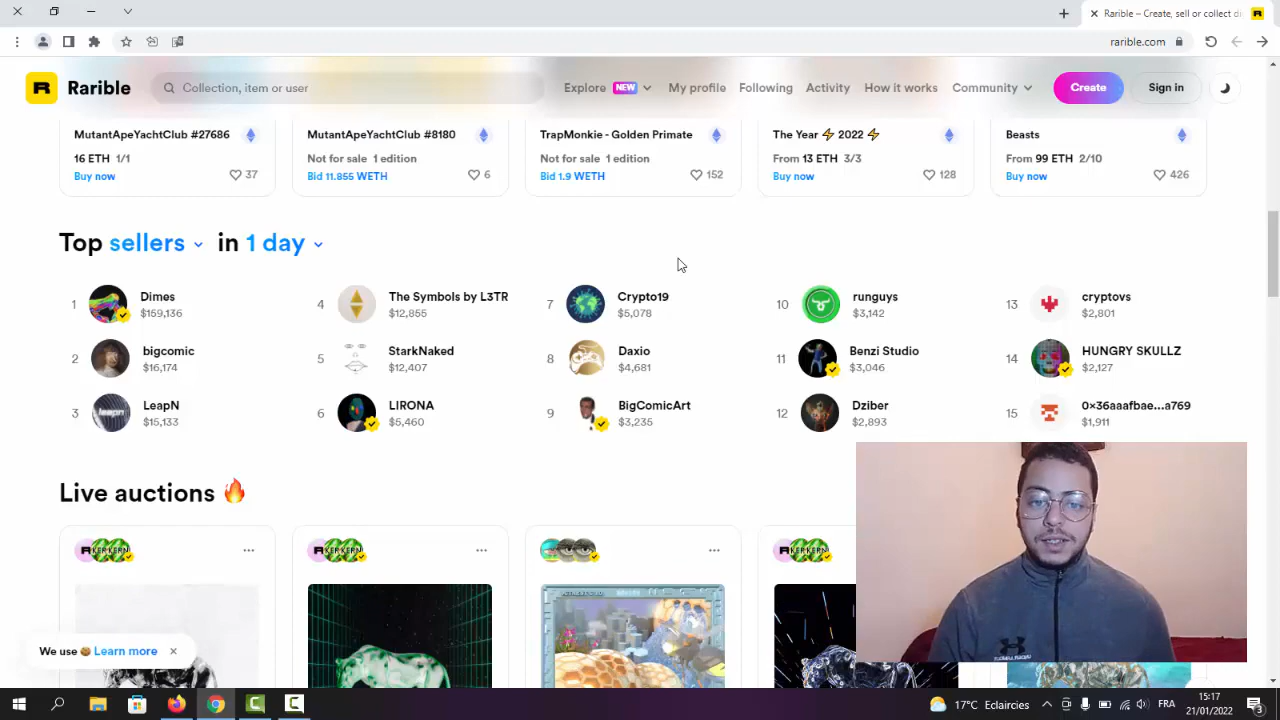 Rarible – Create, sell or collect di
rarible.com
Rarible
Collection, item or user
Explore NEW
My profile
Following
Activity
How it works
Community
Create
Sign in
MutantApeYachtClub #27686
16 ETH 1/1
Buy now
37
MutantApeYachtClub #8180
Not for sale 1 edition
Bid 11.855 WETH
6
TrapMonkie - Golden Primate
Not for sale 1 edition
Bid 1.9 WETH
152
The Year ⚡ 2022 ⚡
From 13 ETH 3/3
Buy now
128
Beasts
From 99 ETH 2/10
Buy now
426
Top sellers in 1 day
1 Dimes
$159,136
2 bigcomic
$16,174
3 LeapN
$15,133
4 The Symbols by L3TR
$12,855
5 StarkNaked
$12,407
6 LIRONA
$5,460
7 Crypto19
$5,078
8 Daxio
$4,681
9 BigComicArt
$3,235
10 runguys
$3,142
11 Benzi Studio
$3,046
12 Dziber
$2,893
13 cryptovs
$2,801
14 HUNGRY SKULLZ
$2,127
15 0x36aaafbae...a769
$1,911
Live auctions 🔥
We use 🍪 Learn more
17°C Eclaircies
FRA
15:17
21/01/2022
3